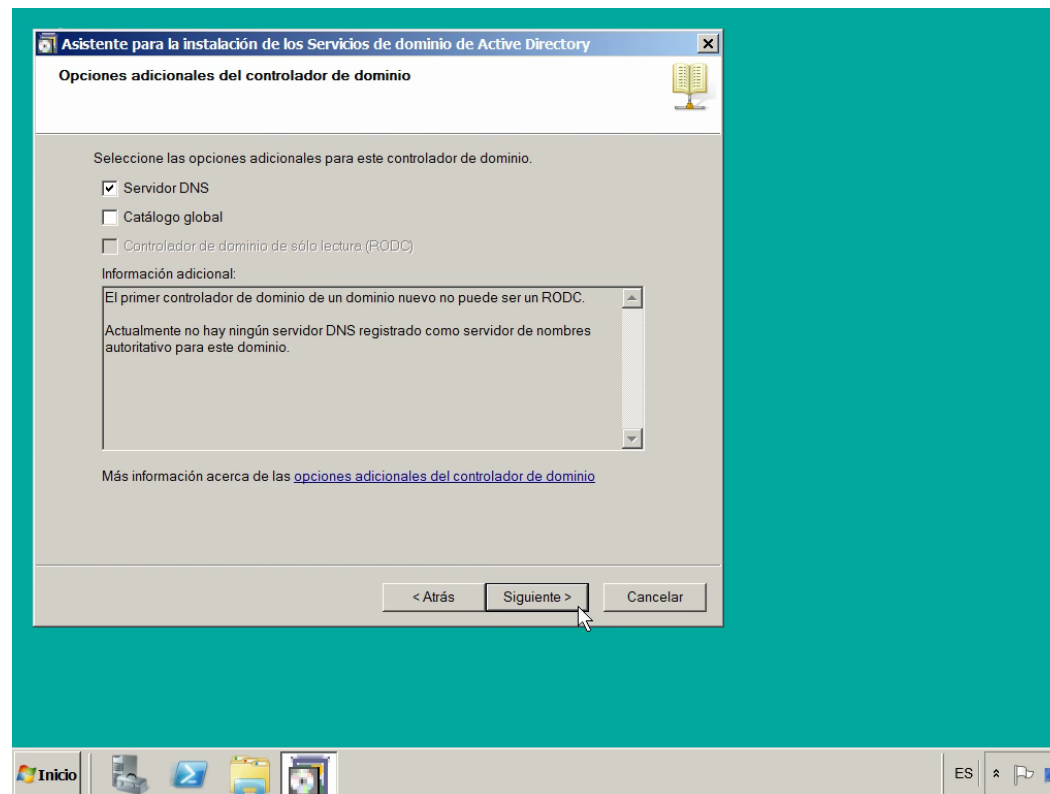 Asistente para la instalación de los Servicios de dominio de Active Directory
Opciones adicionales del controlador de dominio
Seleccione las opciones adicionales para este controlador de dominio.
Servidor DNS
Catálogo global
Controlador de dominio de sólo lectura (RODC)
Información adicional:
El primer controlador de dominio de un dominio nuevo no puede ser un RODC.
Actualmente no hay ningún servidor DNS registrado como servidor de nombres
autoritativo para este dominio.
Más información acerca de las opciones adicionales del controlador de dominio
< Atrás
Siguiente >
Cancelar
Inicio
ES